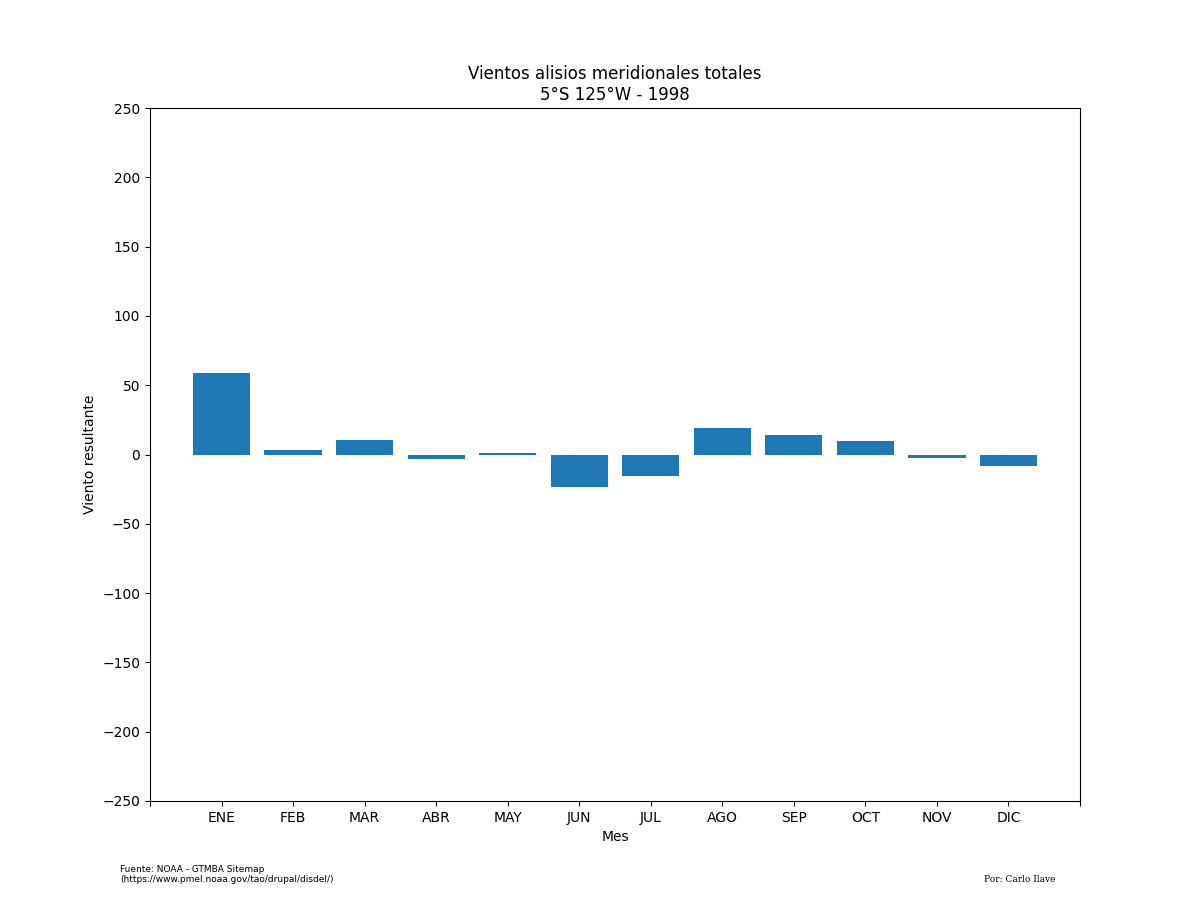 Vientos alisios meridionales totales
5°S 125°W - 1998
250
200
150
100
50
0
−50
−100
−150
−200
−250
Viento resultante
ENE FEB MAR ABR MAY JUN JUL AGO SEP OCT NOV DIC
Mes
Fuente: NOAA - GTMBA Sitemap
(https://www.pmel.noaa.gov/tao/drupal/disdel/)
Por: Carlo Ilave